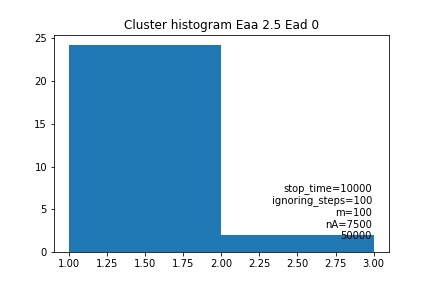 Cluster histogram Eaa 2.5 Ead 0
25
20
15
10
5
0
stop_time=10000
ignoring_steps=100
m=100
nA=7500
50000
1.00 1.25 1.50 1.75 2.00 2.25 2.50 2.75 3.00